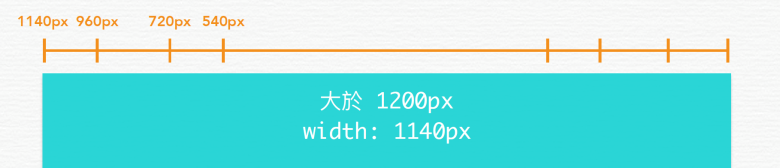 1140px 960px 720px 540px
大於 1200px
width: 1140px